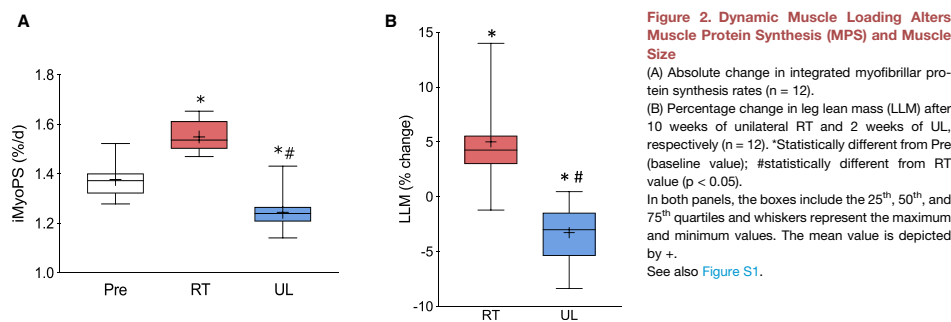 A
iMyoPS (%/d)
1.8
1.6
1.4
1.2
1.0
*
*#
Pre RT UL
B
LLM (% change)
15
10
5
0
-5
-10
*
* #
RT UL
Figure 2. Dynamic Muscle Loading Alters
Muscle Protein Synthesis (MPS) and Muscle
Size
(A) Absolute change in integrated myofibrillar pro-
tein synthesis rates (n = 12).
(B) Percentage change in leg lean mass (LLM) after
10 weeks of unilateral RT and 2 weeks of UL,
respectively (n = 12). *Statistically different from Pre
(baseline value); #statistically different from RT
value (p < 0.05).
In both panels, the boxes include the 25th, 50th, and
75th quartiles and whiskers represent the maximum
and minimum values. The mean value is depicted
by +.
See also Figure S1.